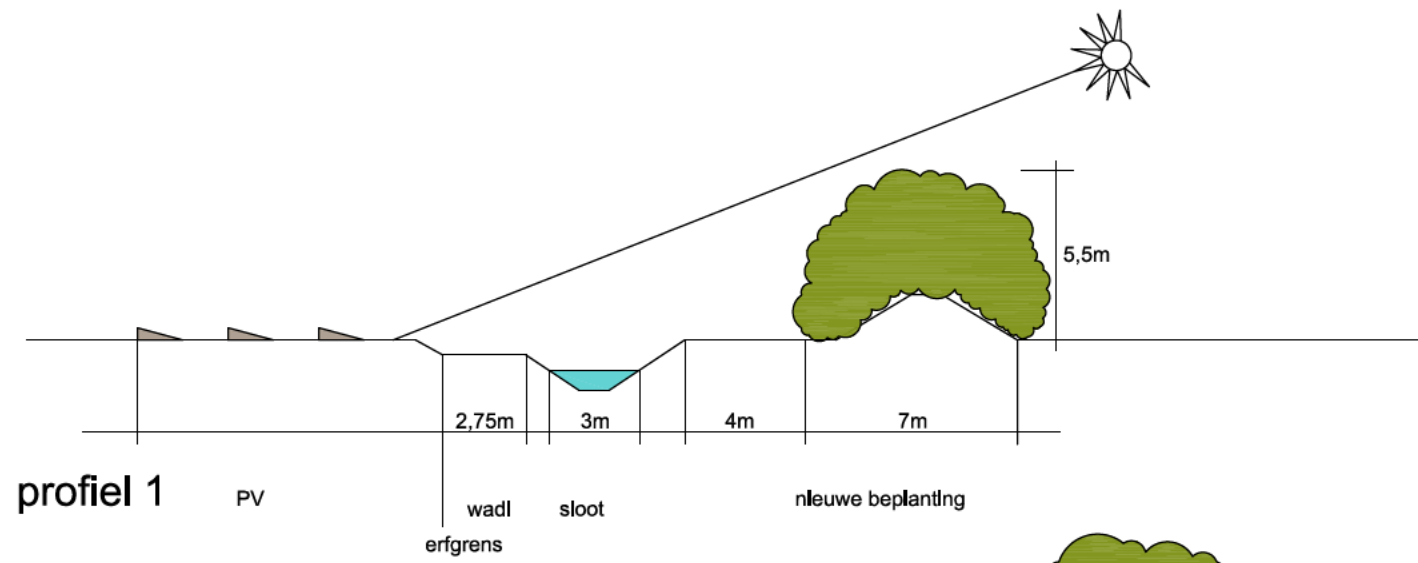 5,5m
2,75m 3m 4m 7m
profiel 1 PV wadi sloot nieuwe beplanting
erfgrens